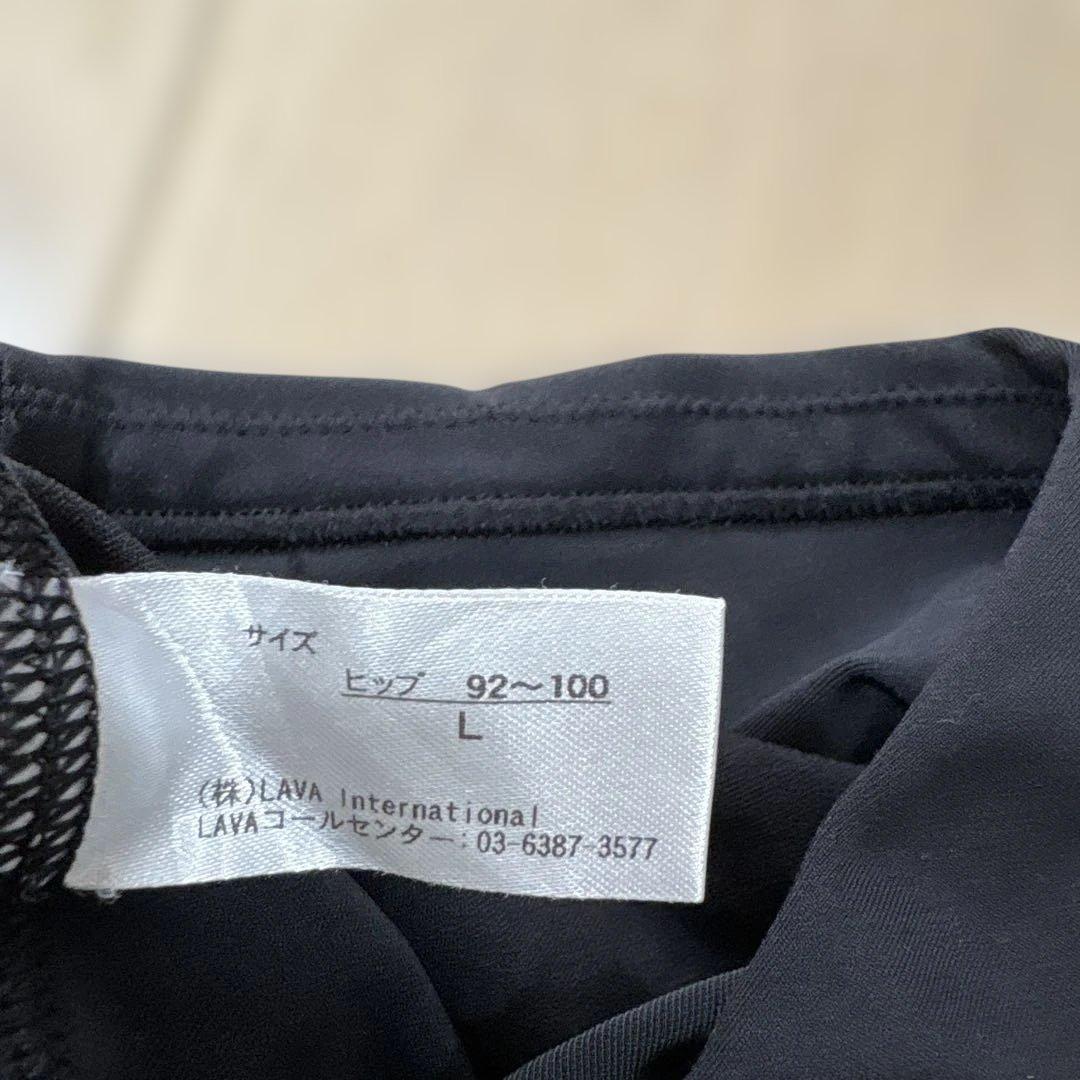 サイズ
ヒップ 92～100
L
(株)LAVA International
LAVAコールセンター：03-6387-3577